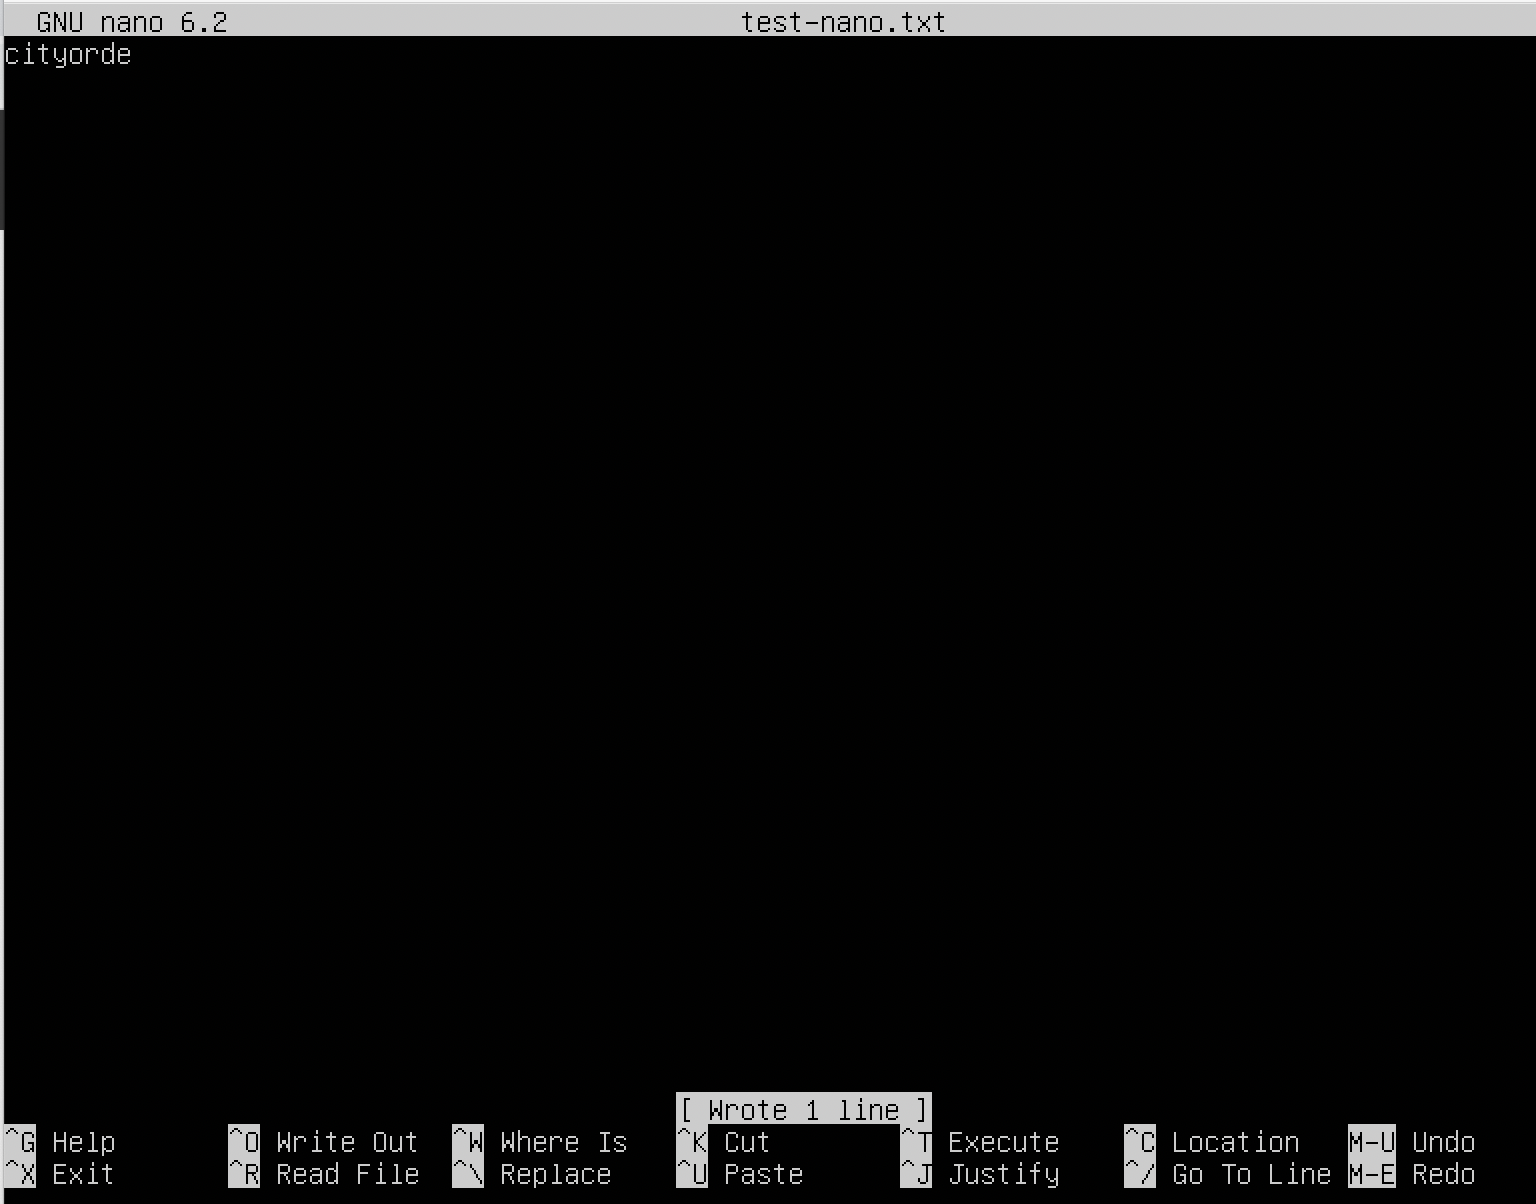 GNU nano 6.2 test-nano.txt
cityorde
[ Wrote 1 line ]
^G Help ^O Write Out ^W Where Is ^K Cut ^T Execute ^C Location M-U Undo
^X Exit ^R Read File ^\ Replace ^U Paste ^J Justify ^/ Go To Line M-E Redo